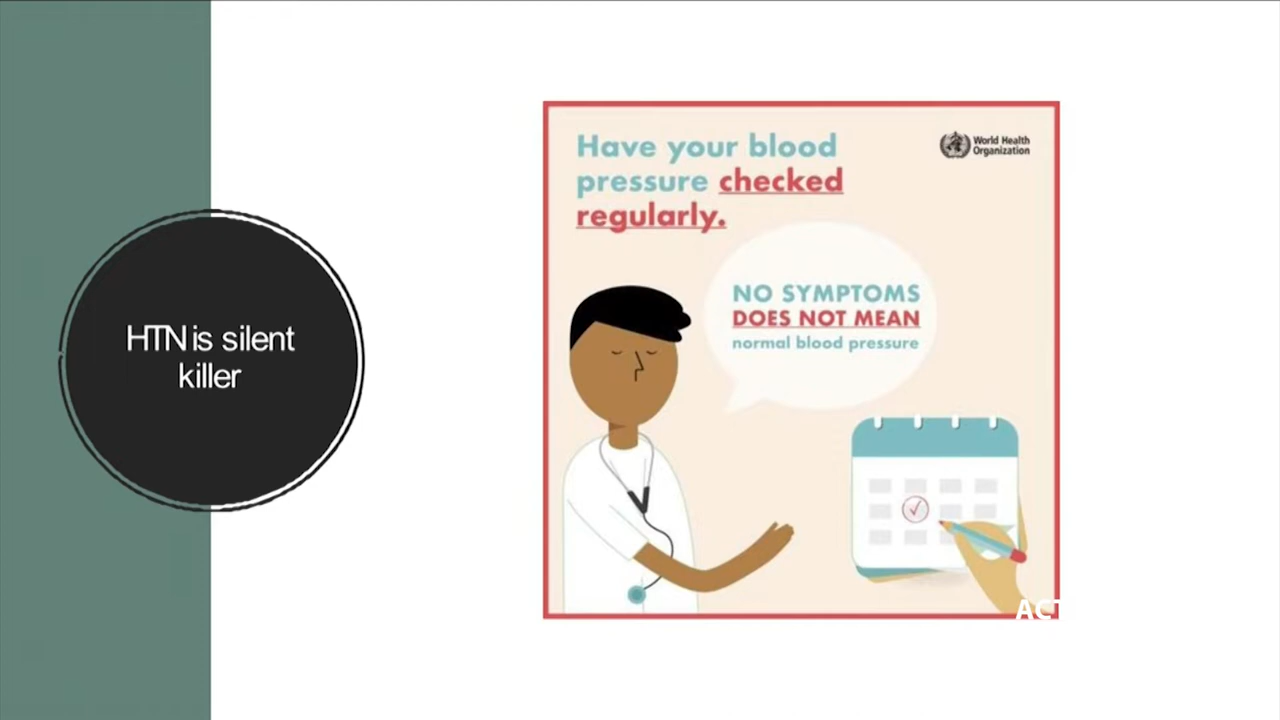 HTN is silent
killer
Have your blood
pressure checked
regularly.
World Health
Organization
NO SYMPTOMS
DOES NOT MEAN
normal blood pressure